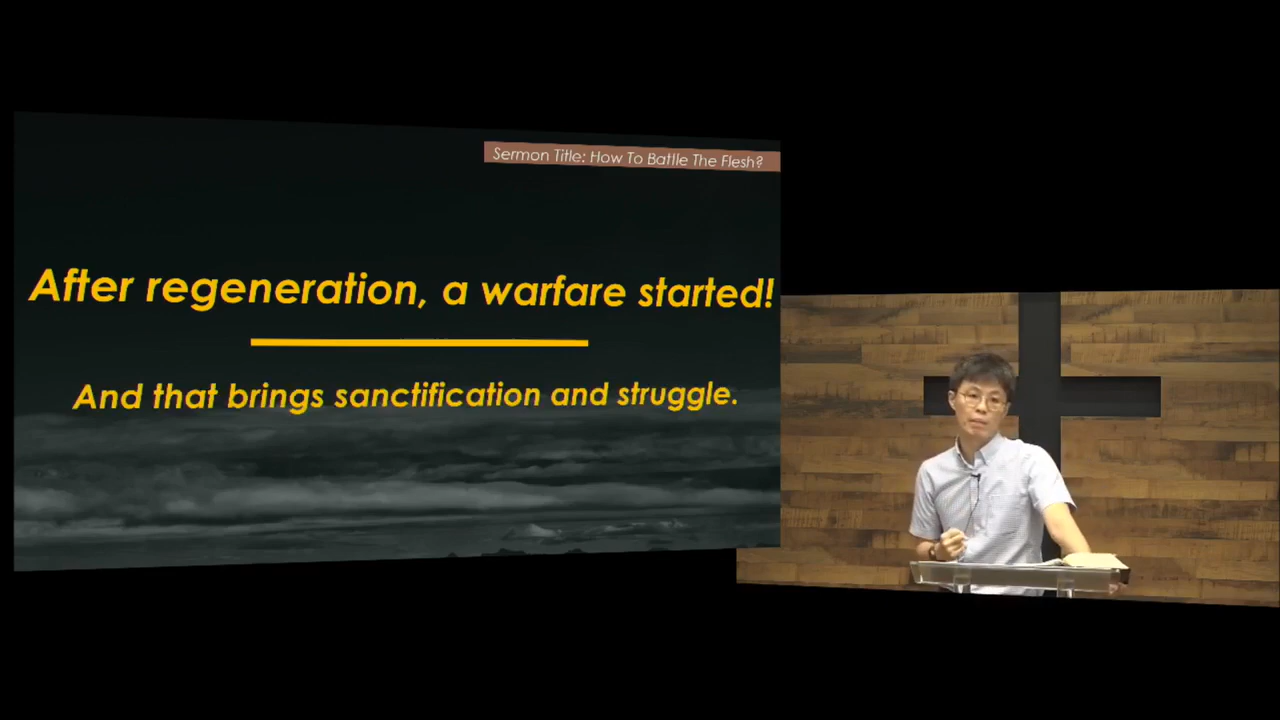 Sermon Title: How To Battle The Flesh?
After regeneration, a warfare started!
And that brings sanctification and struggle.